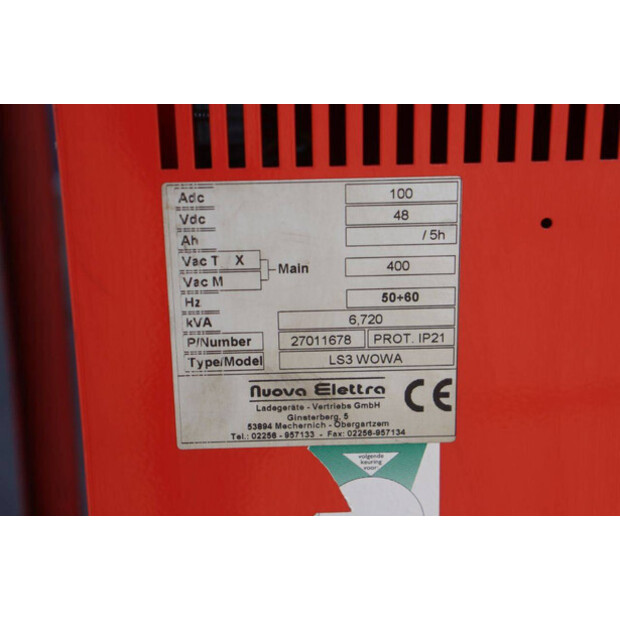 Adc 100
Vdc 48
Ah / 5h
Vac T X Main 400
Vac M
Hz 50÷60
kVA 6,720
P/Number 27011678 PROT. IP21
Type/Model LS3 WOWA
Nuova Elettra CE
Ladegeräte - Vertriebs GmbH
Ginsterberg, 5
53894 Mechernich - Obergartzem
Tel.: 02256 - 957133 - Fax: 02256-957134
volgende
keuring
voor